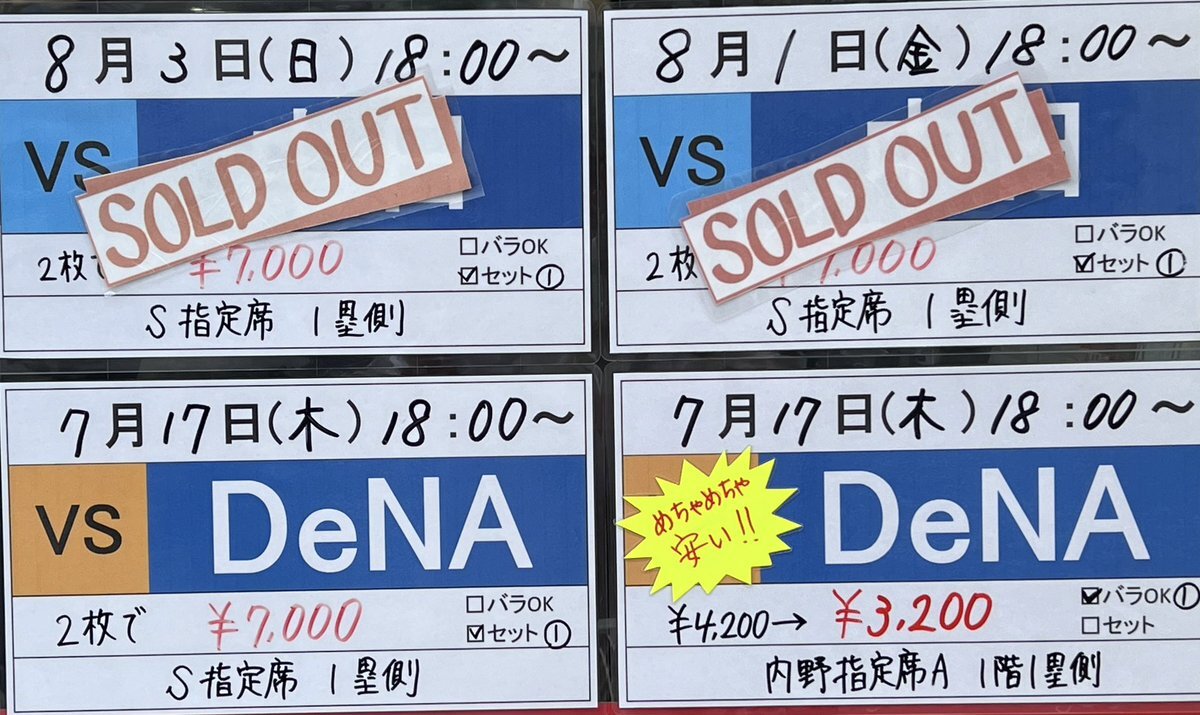 8月3日(日)18:00～
VS
SOLD OUT
2枚で ¥7,000
□バラOK
☑セット①
S指定席 1塁側
8月1日(金)18:00～
VS
SOLD OUT
2枚
,000
□バラOK
☑セット①
S指定席 1塁側
7月17日(木)18:00～
VS DeNA
2枚で ¥7,000
□バラOK
☑セット①
S指定席 1塁側
7月17日(木)18:00～
めちゃめちゃ
安い!!
DeNA
¥4,200→ ¥3,200
☑バラOK①
□セット
内野指定席A 1階1塁側